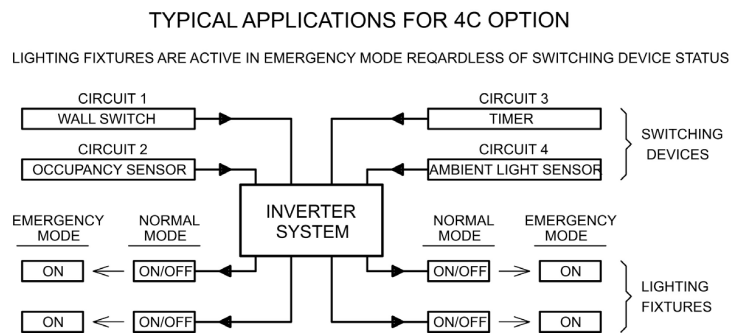 TYPICAL APPLICATIONS FOR 4C OPTION
LIGHTING FIXTURES ARE ACTIVE IN EMERGENCY MODE REQARDLESS OF SWITCHING DEVICE STATUS
CIRCUIT 1
WALL SWITCH
CIRCUIT 3
TIMER
CIRCUIT 2
OCCUPANCY SENSOR
CIRCUIT 4
AMBIENT LIGHT SENSOR
SWITCHING
DEVICES
INVERTER
SYSTEM
EMERGENCY
MODE
NORMAL
MODE
NORMAL
MODE
EMERGENCY
MODE
ON
ON/OFF
ON/OFF
ON
ON
ON/OFF
ON/OFF
ON
LIGHTING
FIXTURES